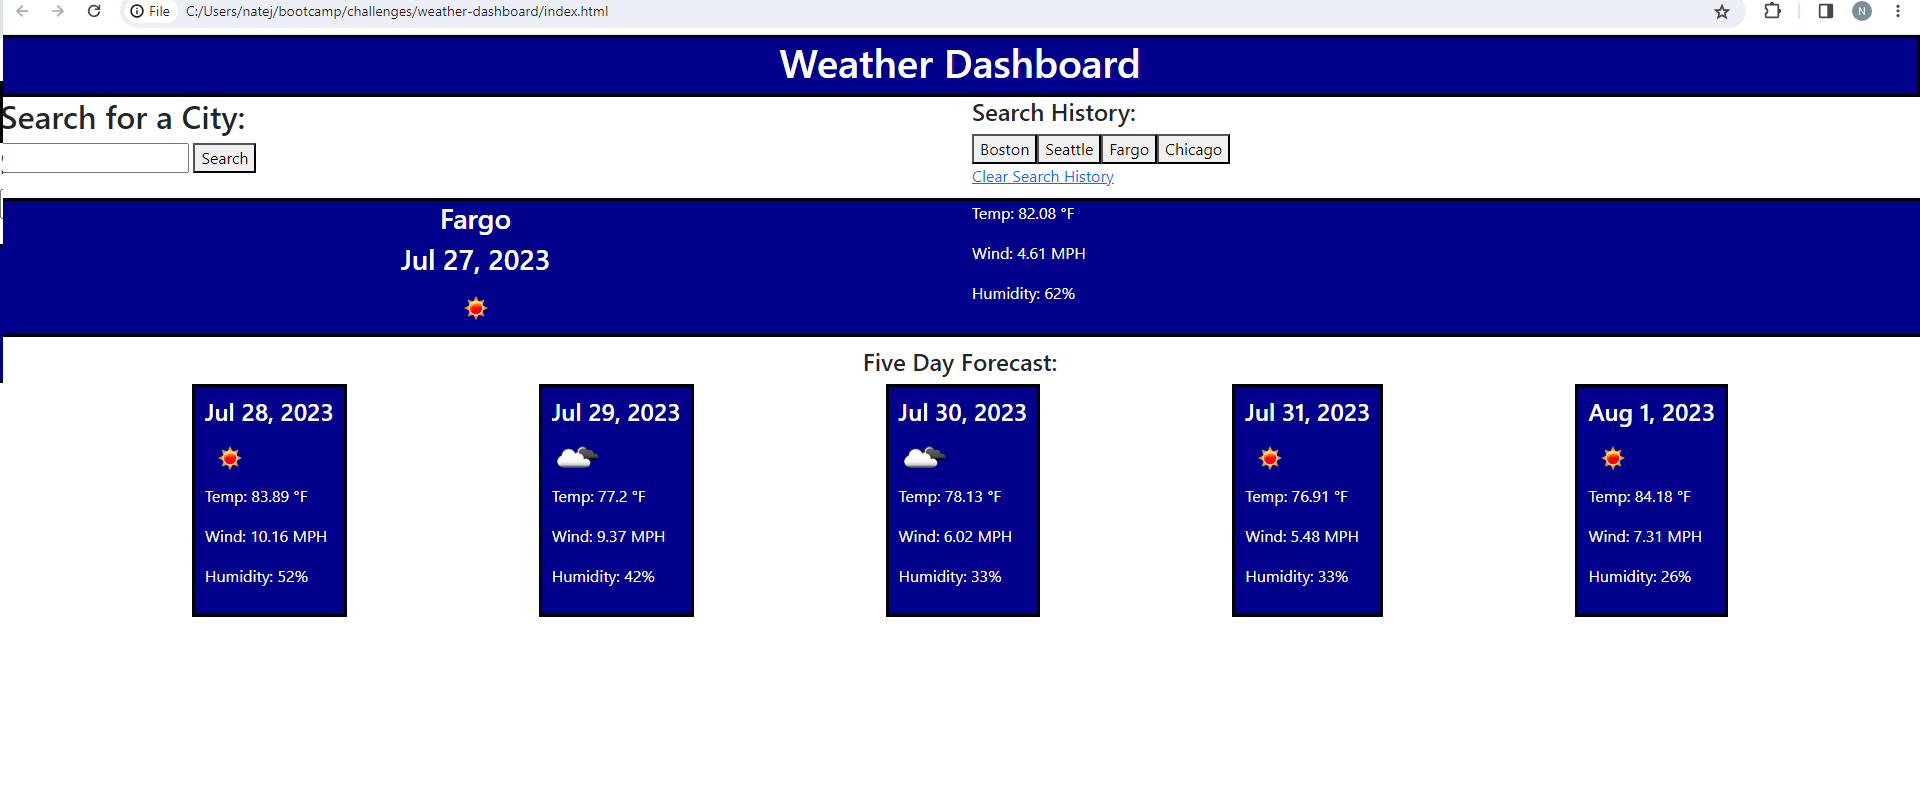 File C:/Users/natej/bootcamp/challenges/weather-dashboard/index.html N
Weather Dashboard
Search for a City:
Search
Search History:
Boston Seattle Fargo Chicago
Clear Search History
Fargo
Jul 27, 2023
Temp: 82.08 °F
Wind: 4.61 MPH
Humidity: 62%
Five Day Forecast:
Jul 28, 2023
Temp: 83.89 °F
Wind: 10.16 MPH
Humidity: 52%
Jul 29, 2023
Temp: 77.2 °F
Wind: 9.37 MPH
Humidity: 42%
Jul 30, 2023
Temp: 78.13 °F
Wind: 6.02 MPH
Humidity: 33%
Jul 31, 2023
Temp: 76.91 °F
Wind: 5.48 MPH
Humidity: 33%
Aug 1, 2023
Temp: 84.18 °F
Wind: 7.31 MPH
Humidity: 26%